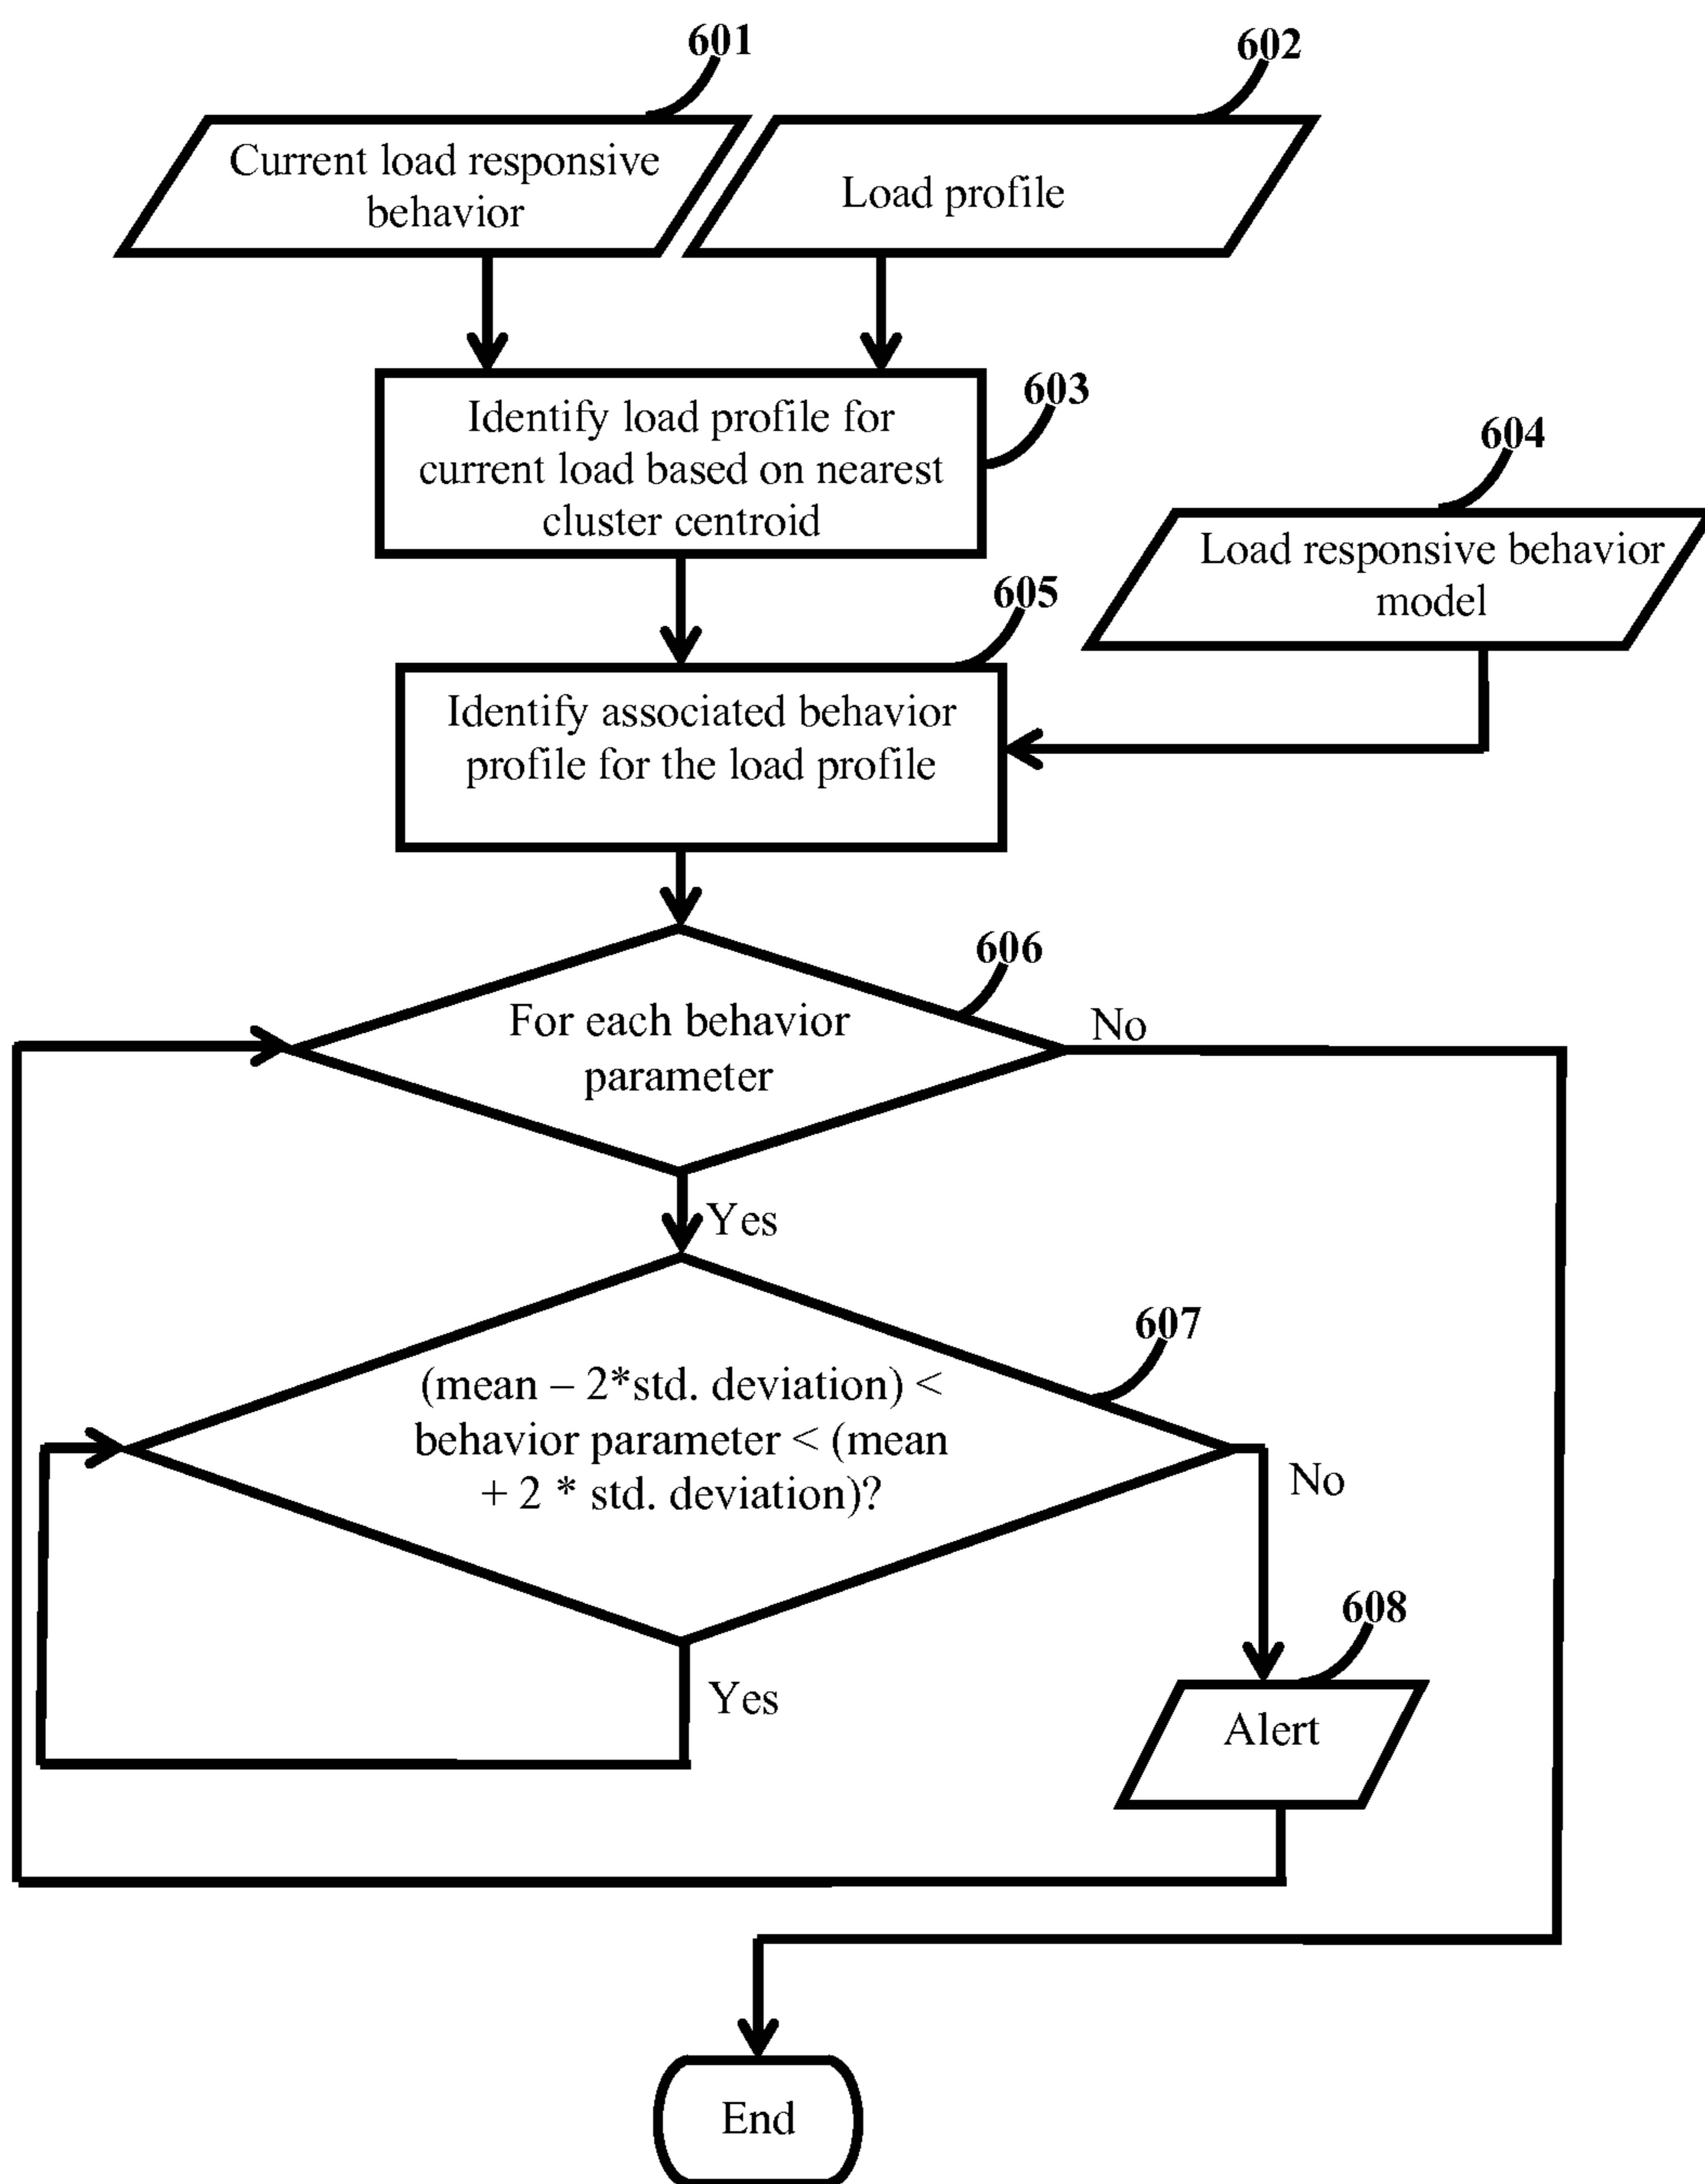 601
602
Current load responsive
behavior
Load profile
603
Identify load profile for
current load based on nearest
cluster centroid
604
Load responsive behavior
model
605
Identify associated behavior
profile for the load profile
606
For each behavior
parameter
No
Yes
607
(mean – 2*std. deviation) <
behavior parameter < (mean
+ 2 * std. deviation)?
No
608
Yes
Alert
End